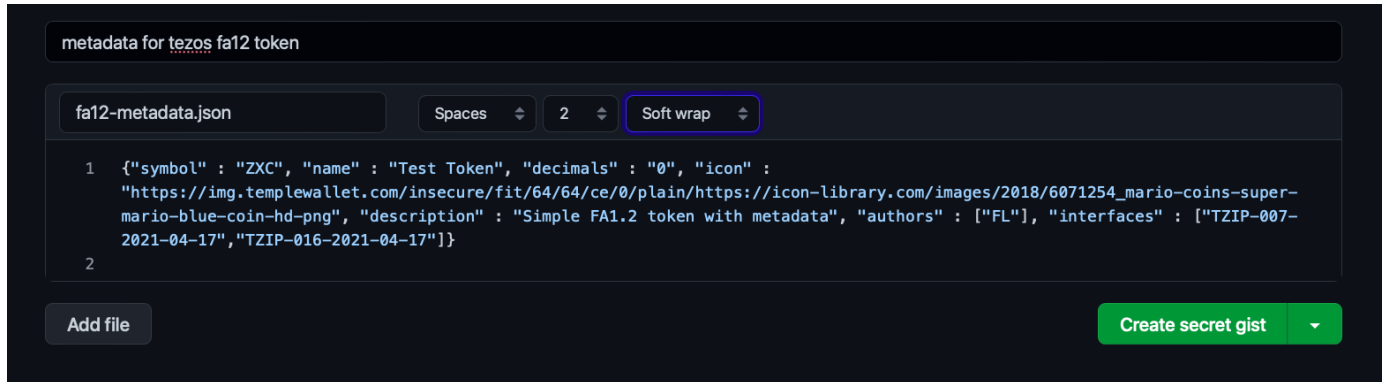 metadata for tezos fa12 token
fa12-metadata.json Spaces 2 Soft wrap
1 {"symbol" : "ZXC", "name" : "Test Token", "decimals" : "0", "icon" :
"https://img.templewallet.com/insecure/fit/64/64/ce/0/plain/https://icon-library.com/images/2018/6071254_mario-coins-super-
mario-blue-coin-hd-png", "description" : "Simple FA1.2 token with metadata", "authors" : ["FL"], "interfaces" : ["TZIP-007-
2021-04-17","TZIP-016-2021-04-17"]}
2
Add file Create secret gist